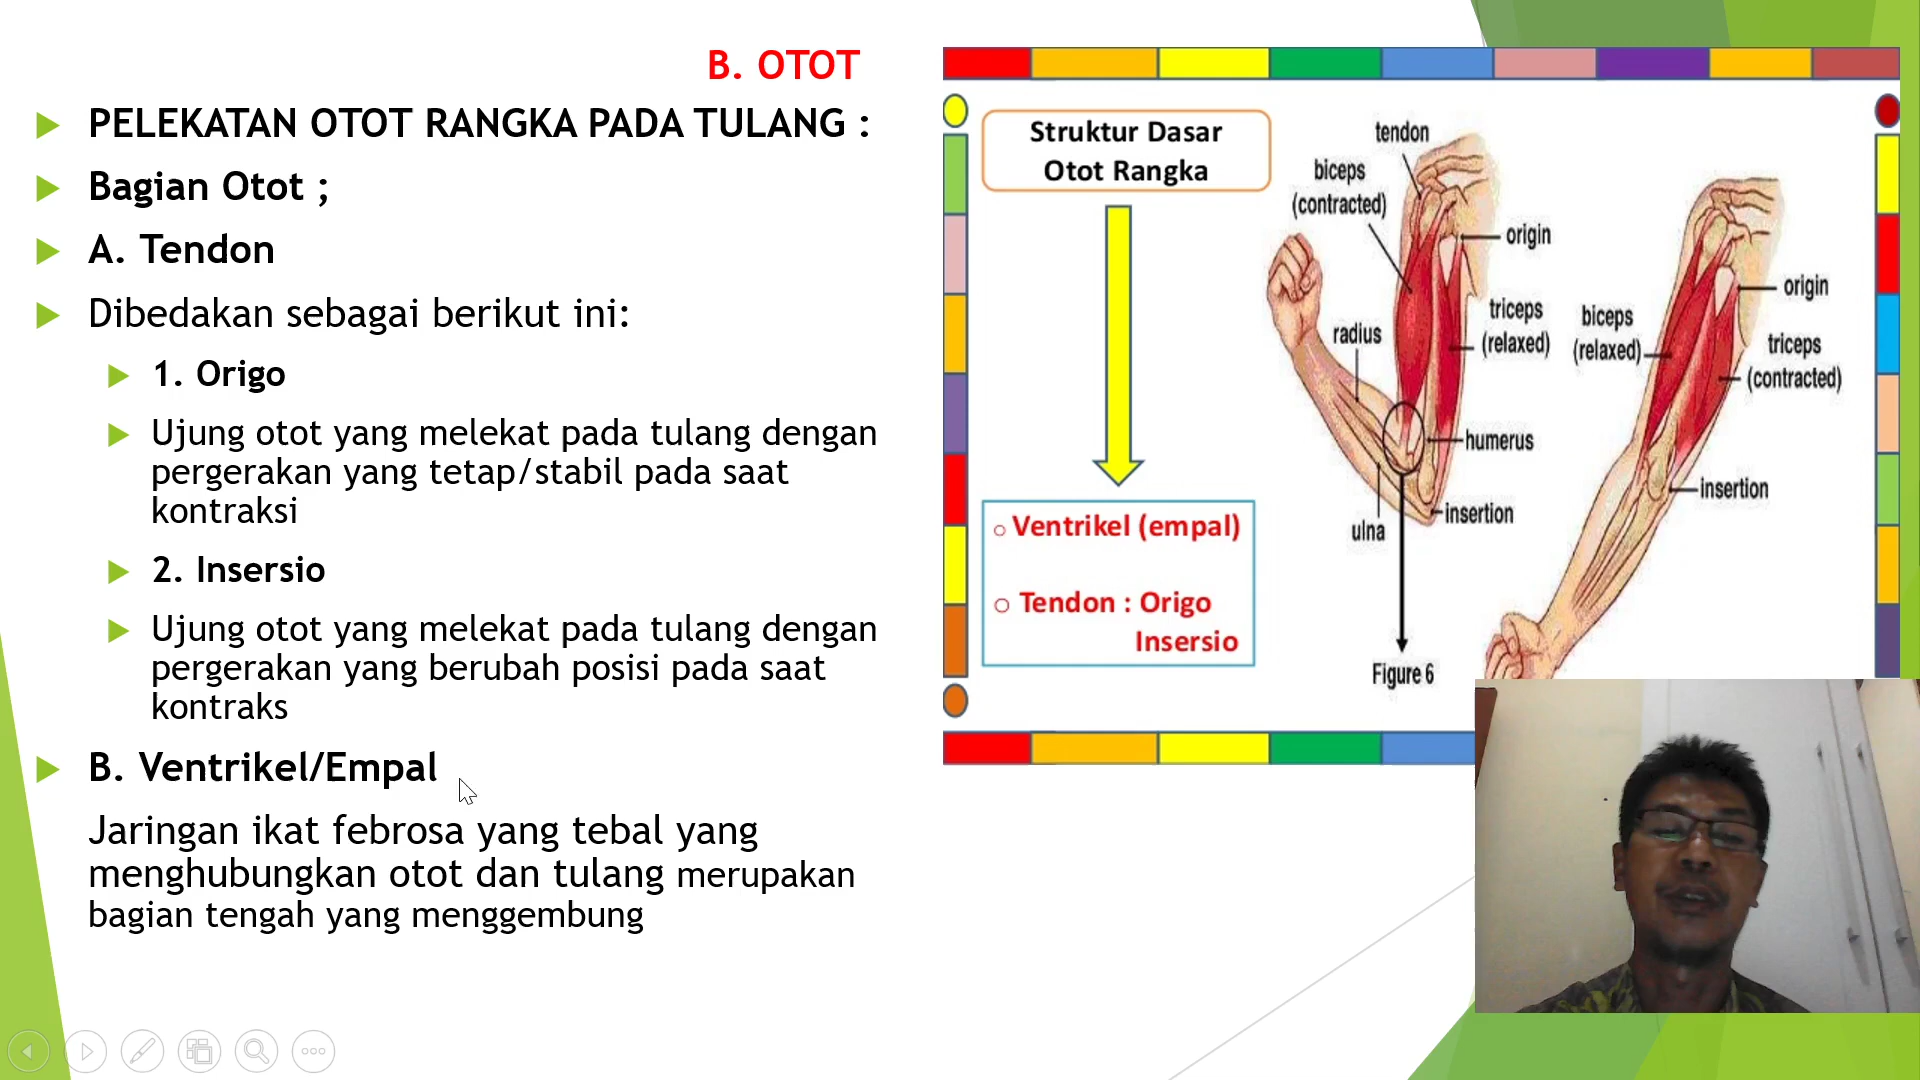 B. OTOT
PELEKATAN OTOT RANGKA PADA TULANG :
Bagian Otot ;
A. Tendon
Dibedakan sebagai berikut ini:
1. Origo
Ujung otot yang melekat pada tulang dengan
pergerakan yang tetap/stabil pada saat
kontraksi
2. Insersio
Ujung otot yang melekat pada tulang dengan
pergerakan yang berubah posisi pada saat
kontraks
B. Ventrikel/Empal
Jaringan ikat febrosa yang tebal yang
menghubungkan otot dan tulang merupakan
bagian tengah yang menggembung
Struktur Dasar
Otot Rangka
Ventrikel (empal)
Tendon : Origo
Insersio
tendon
biceps
(contracted)
origin
radius
triceps
(relaxed)
humerus
insertion
ulna
Figure 6
origin
biceps
(relaxed)
triceps
(contracted)
insertion